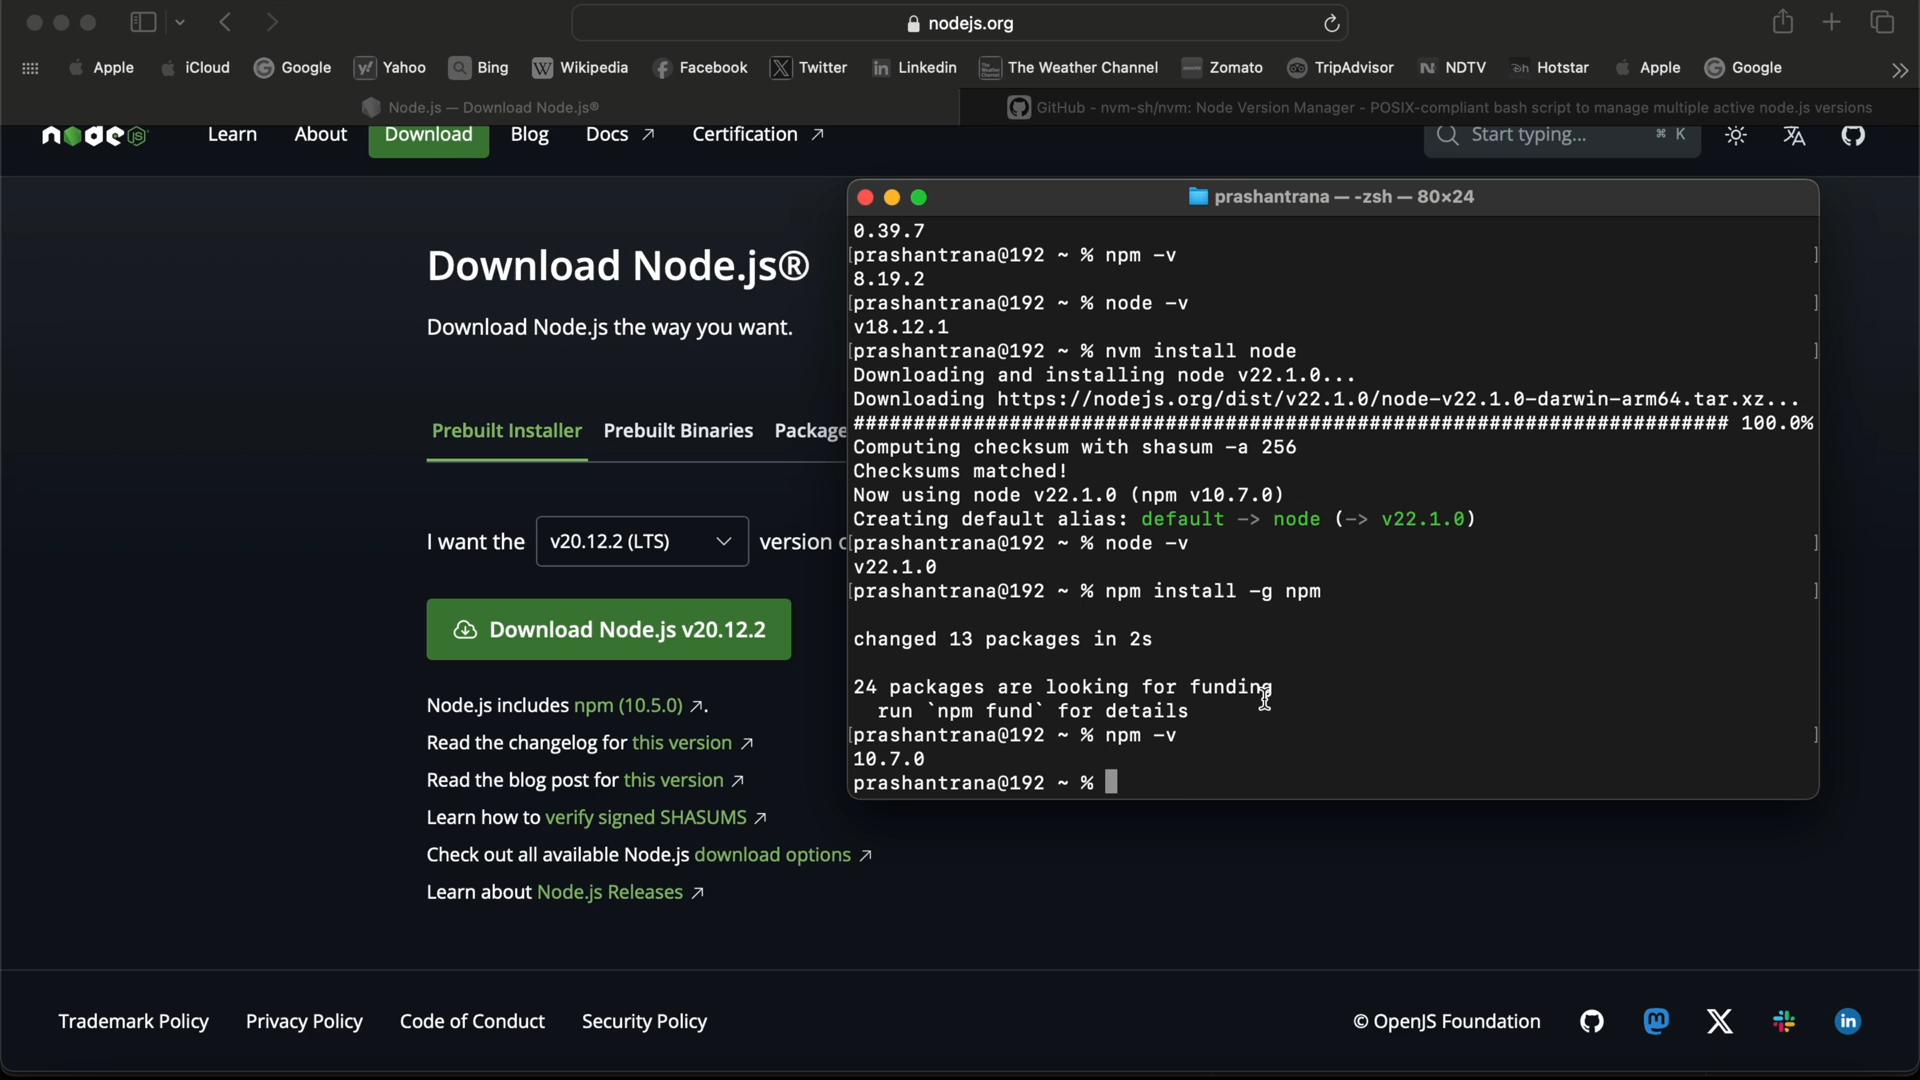 nodejs.org
Apple iCloud Google Yahoo Bing Wikipedia Facebook Twitter Linkedin The Weather Channel Zomato TripAdvisor NDTV Hotstar Apple Google
Node.js — Download Node.js®
GitHub - nvm-sh/nvm: Node Version Manager - POSIX-compliant bash script to manage multiple active node.js versions
node Learn About Download Blog Docs ↗ Certification ↗ Start typing... ⌘ K
Download Node.js®
Download Node.js the way you want.
Prebuilt Installer Prebuilt Binaries Package
I want the v20.12.2 (LTS) version
Download Node.js v20.12.2
Node.js includes npm (10.5.0) ↗.
Read the changelog for this version ↗
Read the blog post for this version ↗
Learn how to verify signed SHASUMS ↗
Check out all available Node.js download options ↗
Learn about Node.js Releases ↗
prashantrana — -zsh — 80×24
0.39.7
[prashantrana@192 ~ % npm -v ]
8.19.2
[prashantrana@192 ~ % node -v ]
v18.12.1
[prashantrana@192 ~ % nvm install node ]
Downloading and installing node v22.1.0...
Downloading https://nodejs.org/dist/v22.1.0/node-v22.1.0-darwin-arm64.tar.xz...
######################################################################### 100.0%
Computing checksum with shasum -a 256
Checksums matched!
Now using node v22.1.0 (npm v10.7.0)
Creating default alias: default -> node (-> v22.1.0)
[prashantrana@192 ~ % node -v ]
v22.1.0
[prashantrana@192 ~ % npm install -g npm ]
changed 13 packages in 2s
24 packages are looking for funding
run `npm fund` for details
[prashantrana@192 ~ % npm -v ]
10.7.0
prashantrana@192 ~ %
Trademark Policy Privacy Policy Code of Conduct Security Policy © OpenJS Foundation